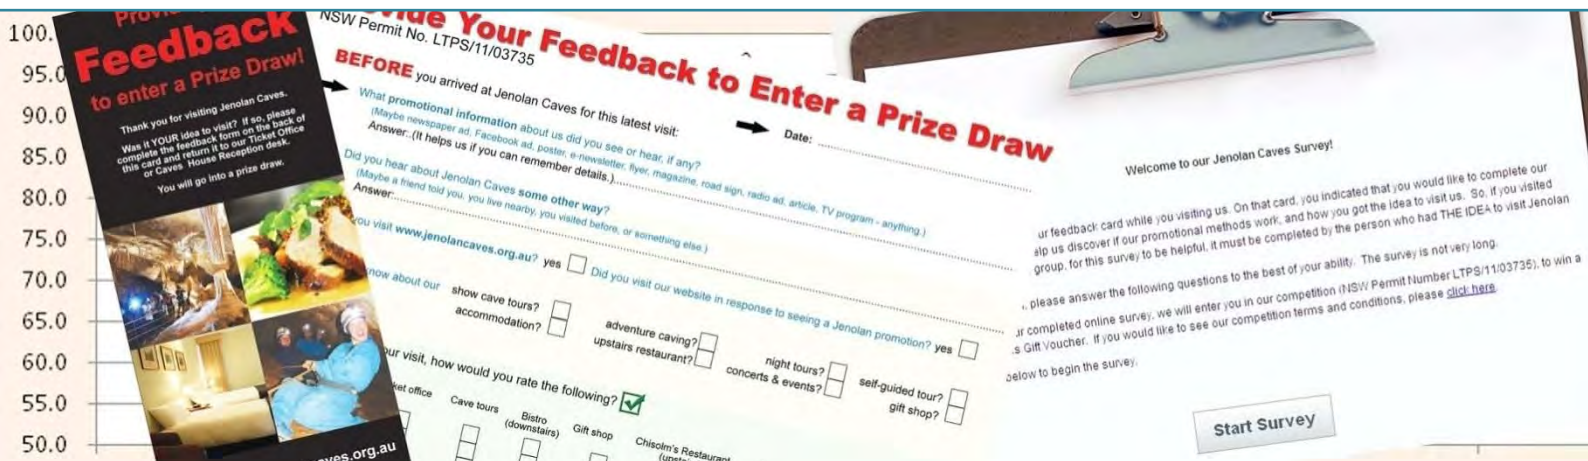 100.
95.0
90.0
85.0
80.0
75.0
70.0
65.0
60.0
55.0
50.0
Feedback
to enter a Prize Draw!
Thank you for visiting Jenolan Caves.
Was it YOUR idea to visit? If so, please
complete the feedback form on the back of
this card and return it to our Ticket Office
or Caves House Reception desk.
You will go into a prize draw.
Your Feedback to Enter a Prize Draw
NSW Permit No. LTPS/11/03735
BEFORE you arrived at Jenolan Caves for this latest visit:
Date:
What promotional information about us did you see or hear, if any?
(Maybe newspaper ad, Facebook ad, poster, e-newsletter, flyer, magazine, road sign, radio ad, article, TV program - anything.)
Answer..(It helps us if you can remember details.)
Did you hear about Jenolan Caves some other way?
(Maybe a friend told you, you live nearby, you visited before, or something else.)
Answer:
you visit www.jenolancaves.org.au? yes Did you visit our website in response to seeing a Jenolan promotion? yes
know about our show cave tours? adventure caving? night tours? self-guided tour?
accommodation? upstairs restaurant? concerts & events? gift shop?
our visit, how would you rate the following?
ket office Cave tours Bistro Gift shop Chisolm's Restaurant
(downstairs)
es.org.au
Welcome to our Jenolan Caves Survey!
ur feedback card while you visiting us. On that card, you indicated that you would like to complete our
elp us discover if our promotional methods work, and how you got the idea to visit us. So, if you visited
group, for this survey to be helpful, it must be completed by the person who had THE IDEA to visit Jenolan
, please answer the following questions to the best of your ability. The survey is not very long.
ur completed online survey, we will enter you in our competition (NSW Permit Number LTPS/11/03735), to win a
s Gift Voucher. If you would like to see our competition terms and conditions, please click here.
below to begin the survey.
Start Survey